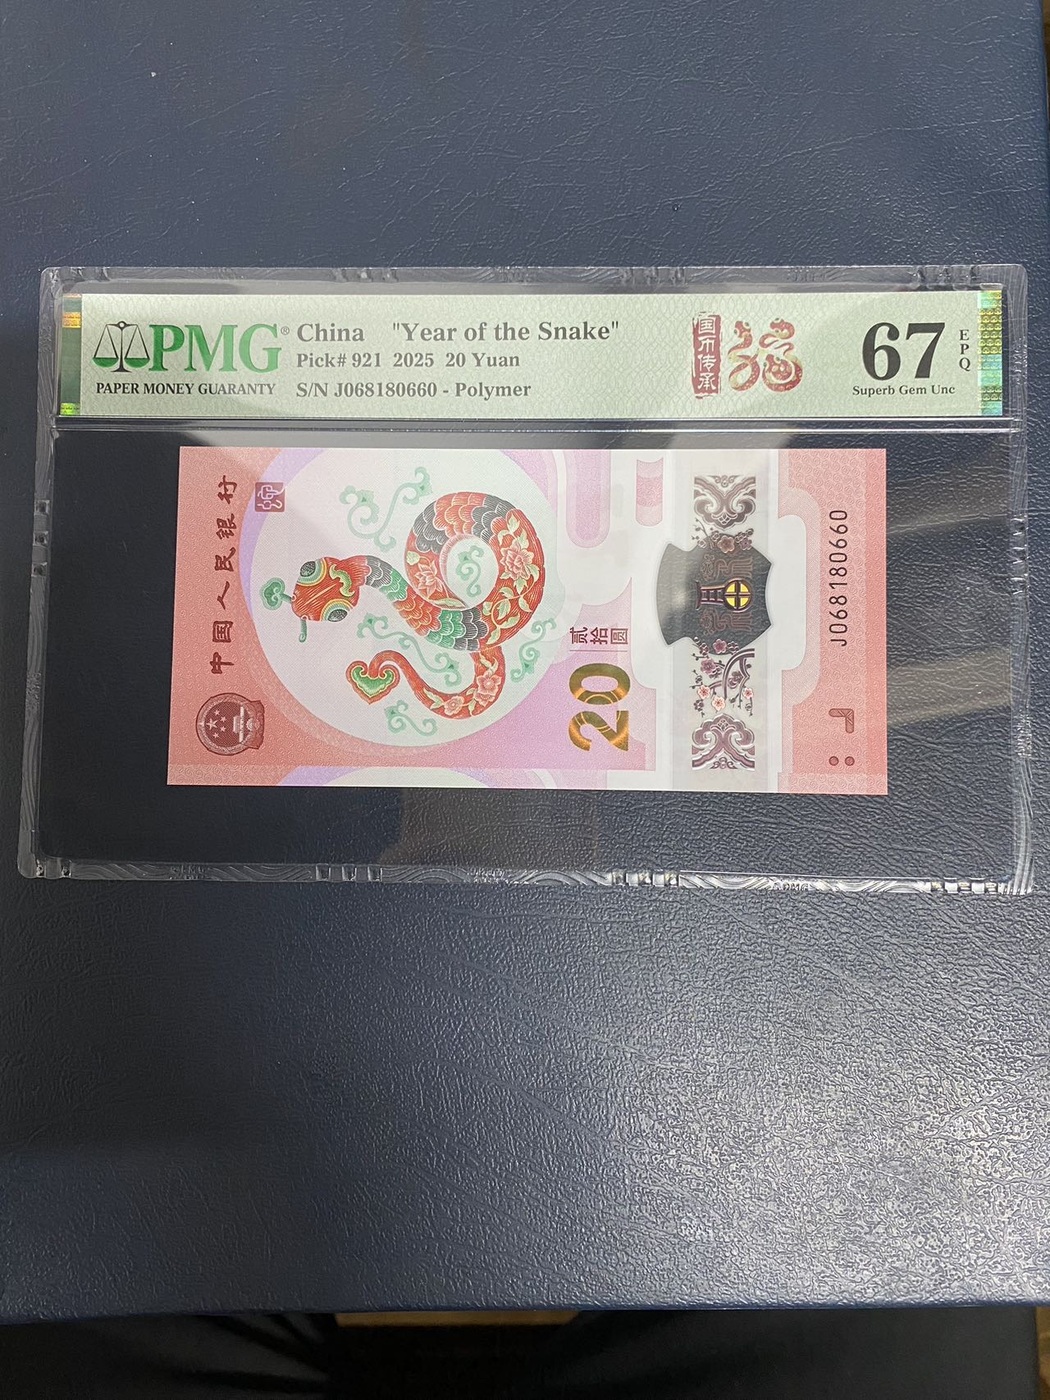 PMG®
PAPER MONEY GUARANTY
China "Year of the Snake"
Pick# 921 2025 20 Yuan
S/N J068180660 - Polymer
国币传承
67
EPQ
Superb Gem Unc
中国人民银行
贰拾圆
20
J068180660